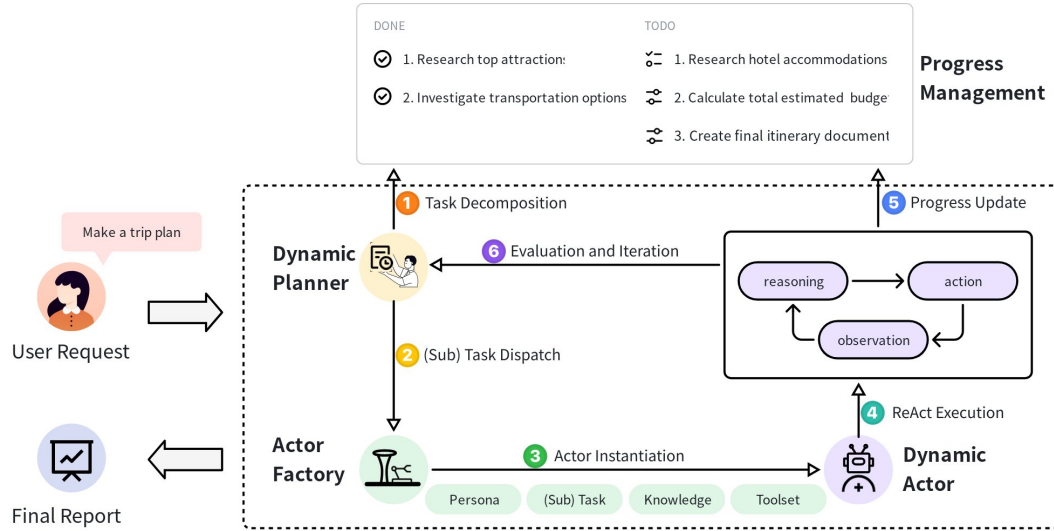 DONE
TODO
1. Research top attractions
1. Research hotel accommodations
2. Investigate transportation options
2. Calculate total estimated budge
3. Create final itinerary document
Progress
Management
1 Task Decomposition
5 Progress Update
Make a trip plan
Dynamic
Planner
6 Evaluation and Iteration
reasoning
action
observation
User Request
2 (Sub) Task Dispatch
4 ReAct Execution
Actor
Factory
3 Actor Instantiation
Dynamic
Actor
Persona
(Sub) Task
Knowledge
Toolset
Final Report